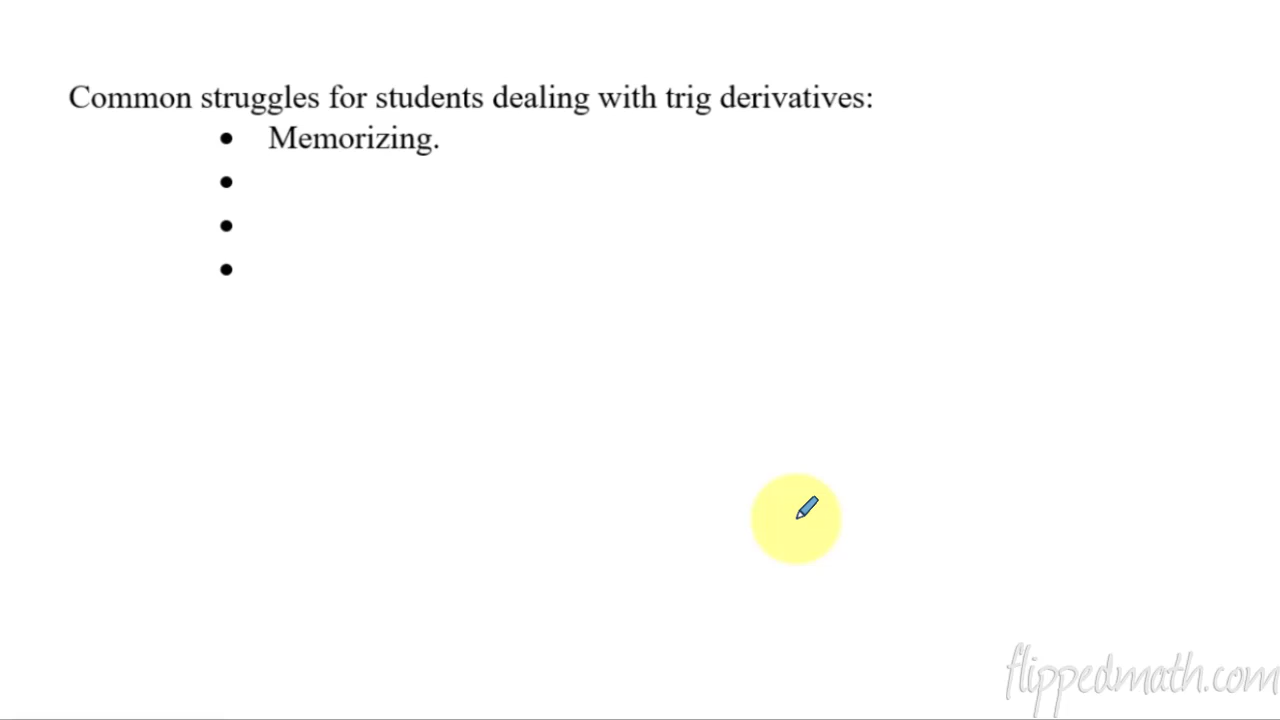 Common struggles for students dealing with trig derivatives:
• Memorizing.
•
•
•
flippedmath.com